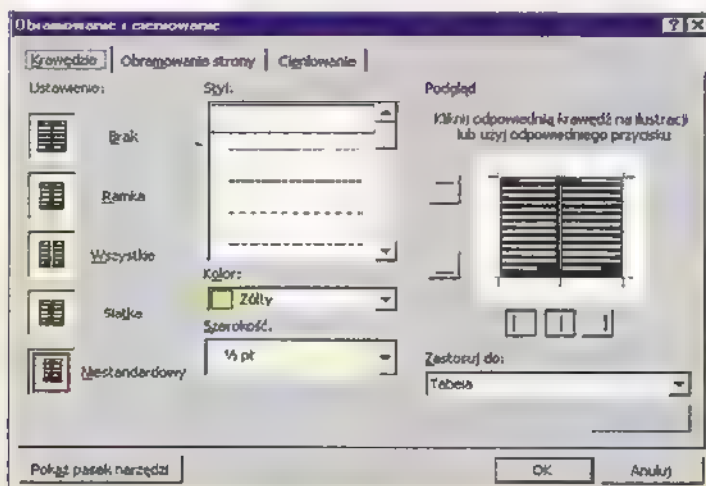 Obramowanie i cieniowanie
Krawędzie
Obramowanie strony
Cieniowanie
Ustawienie:
Brak
Ramka
Wszystkie
Siatka
Niestandardowy
Styl:
Kolor:
Żółty
Szerokość:
½ pt
Podgląd
Kliknij odpowiednią krawędź na ilustracji
lub użyj odpowiedniego przycisku
Zastosuj do:
Tabela
Pokaż pasek narzędzi
OK
Anuluj